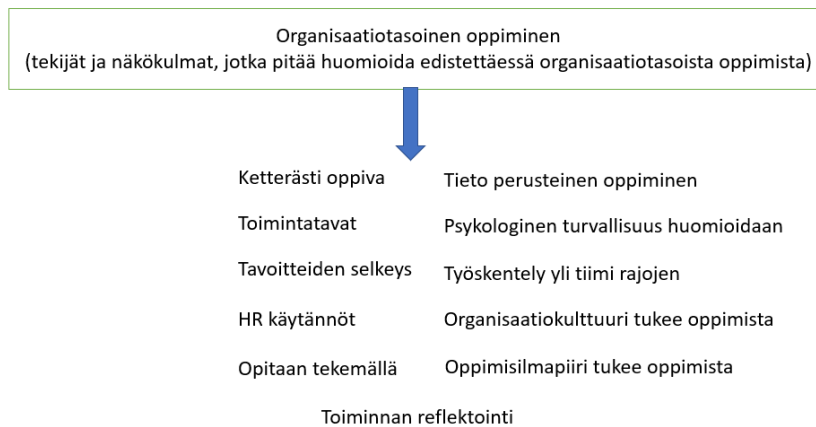 Organisaatiotasoinen oppiminen
(tekijät ja näkökulmat, jotka pitää huomioida edistettäessä organisaatiotasoista oppimista)
Ketterästi oppiva
Tieto perusteinen oppiminen
Toimintatavat
Psykologinen turvallisuus huomioidaan
Tavoitteiden selkeys
Työskentely yli tiimi rajojen
HR käytännöt
Organisaatiokulttuuri tukee oppimista
Opitaan tekemällä
Oppimisilmapiiri tukee oppimista
Toiminnan reflektointi